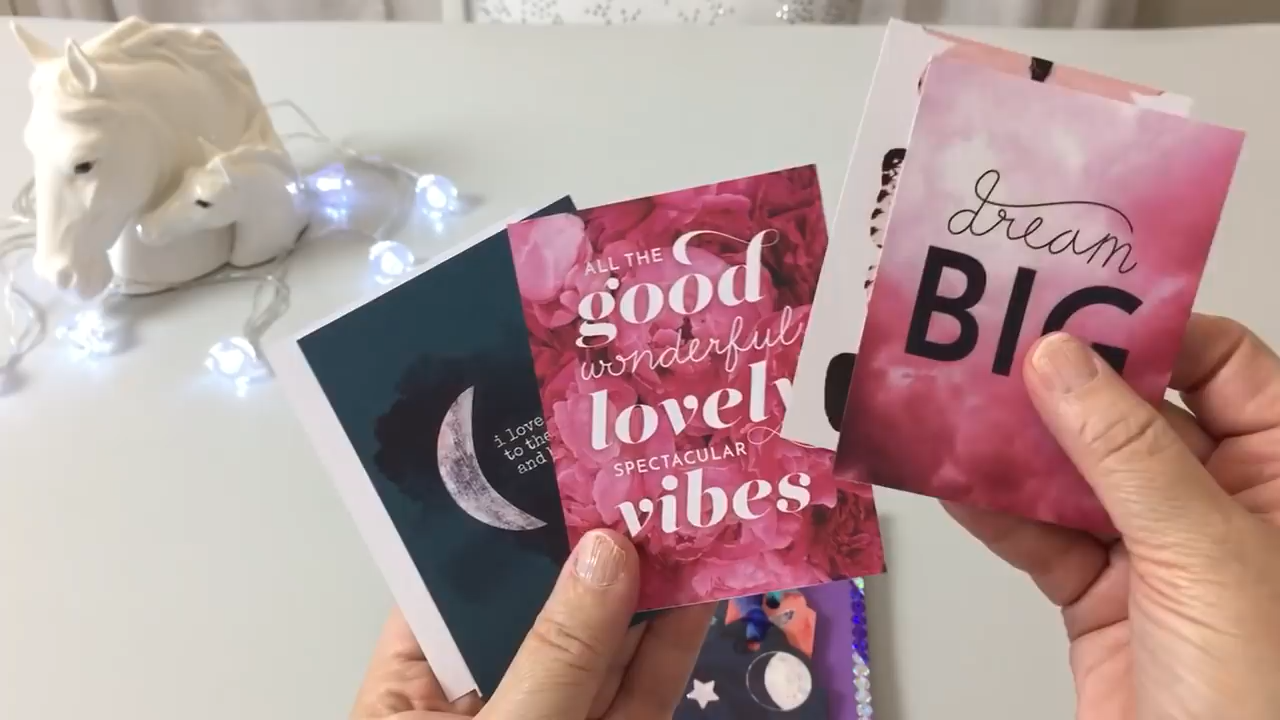 i love
to the
and
ALL THE
good
wonderful
lovely
SPECTACULAR
vibes
dream
BIG